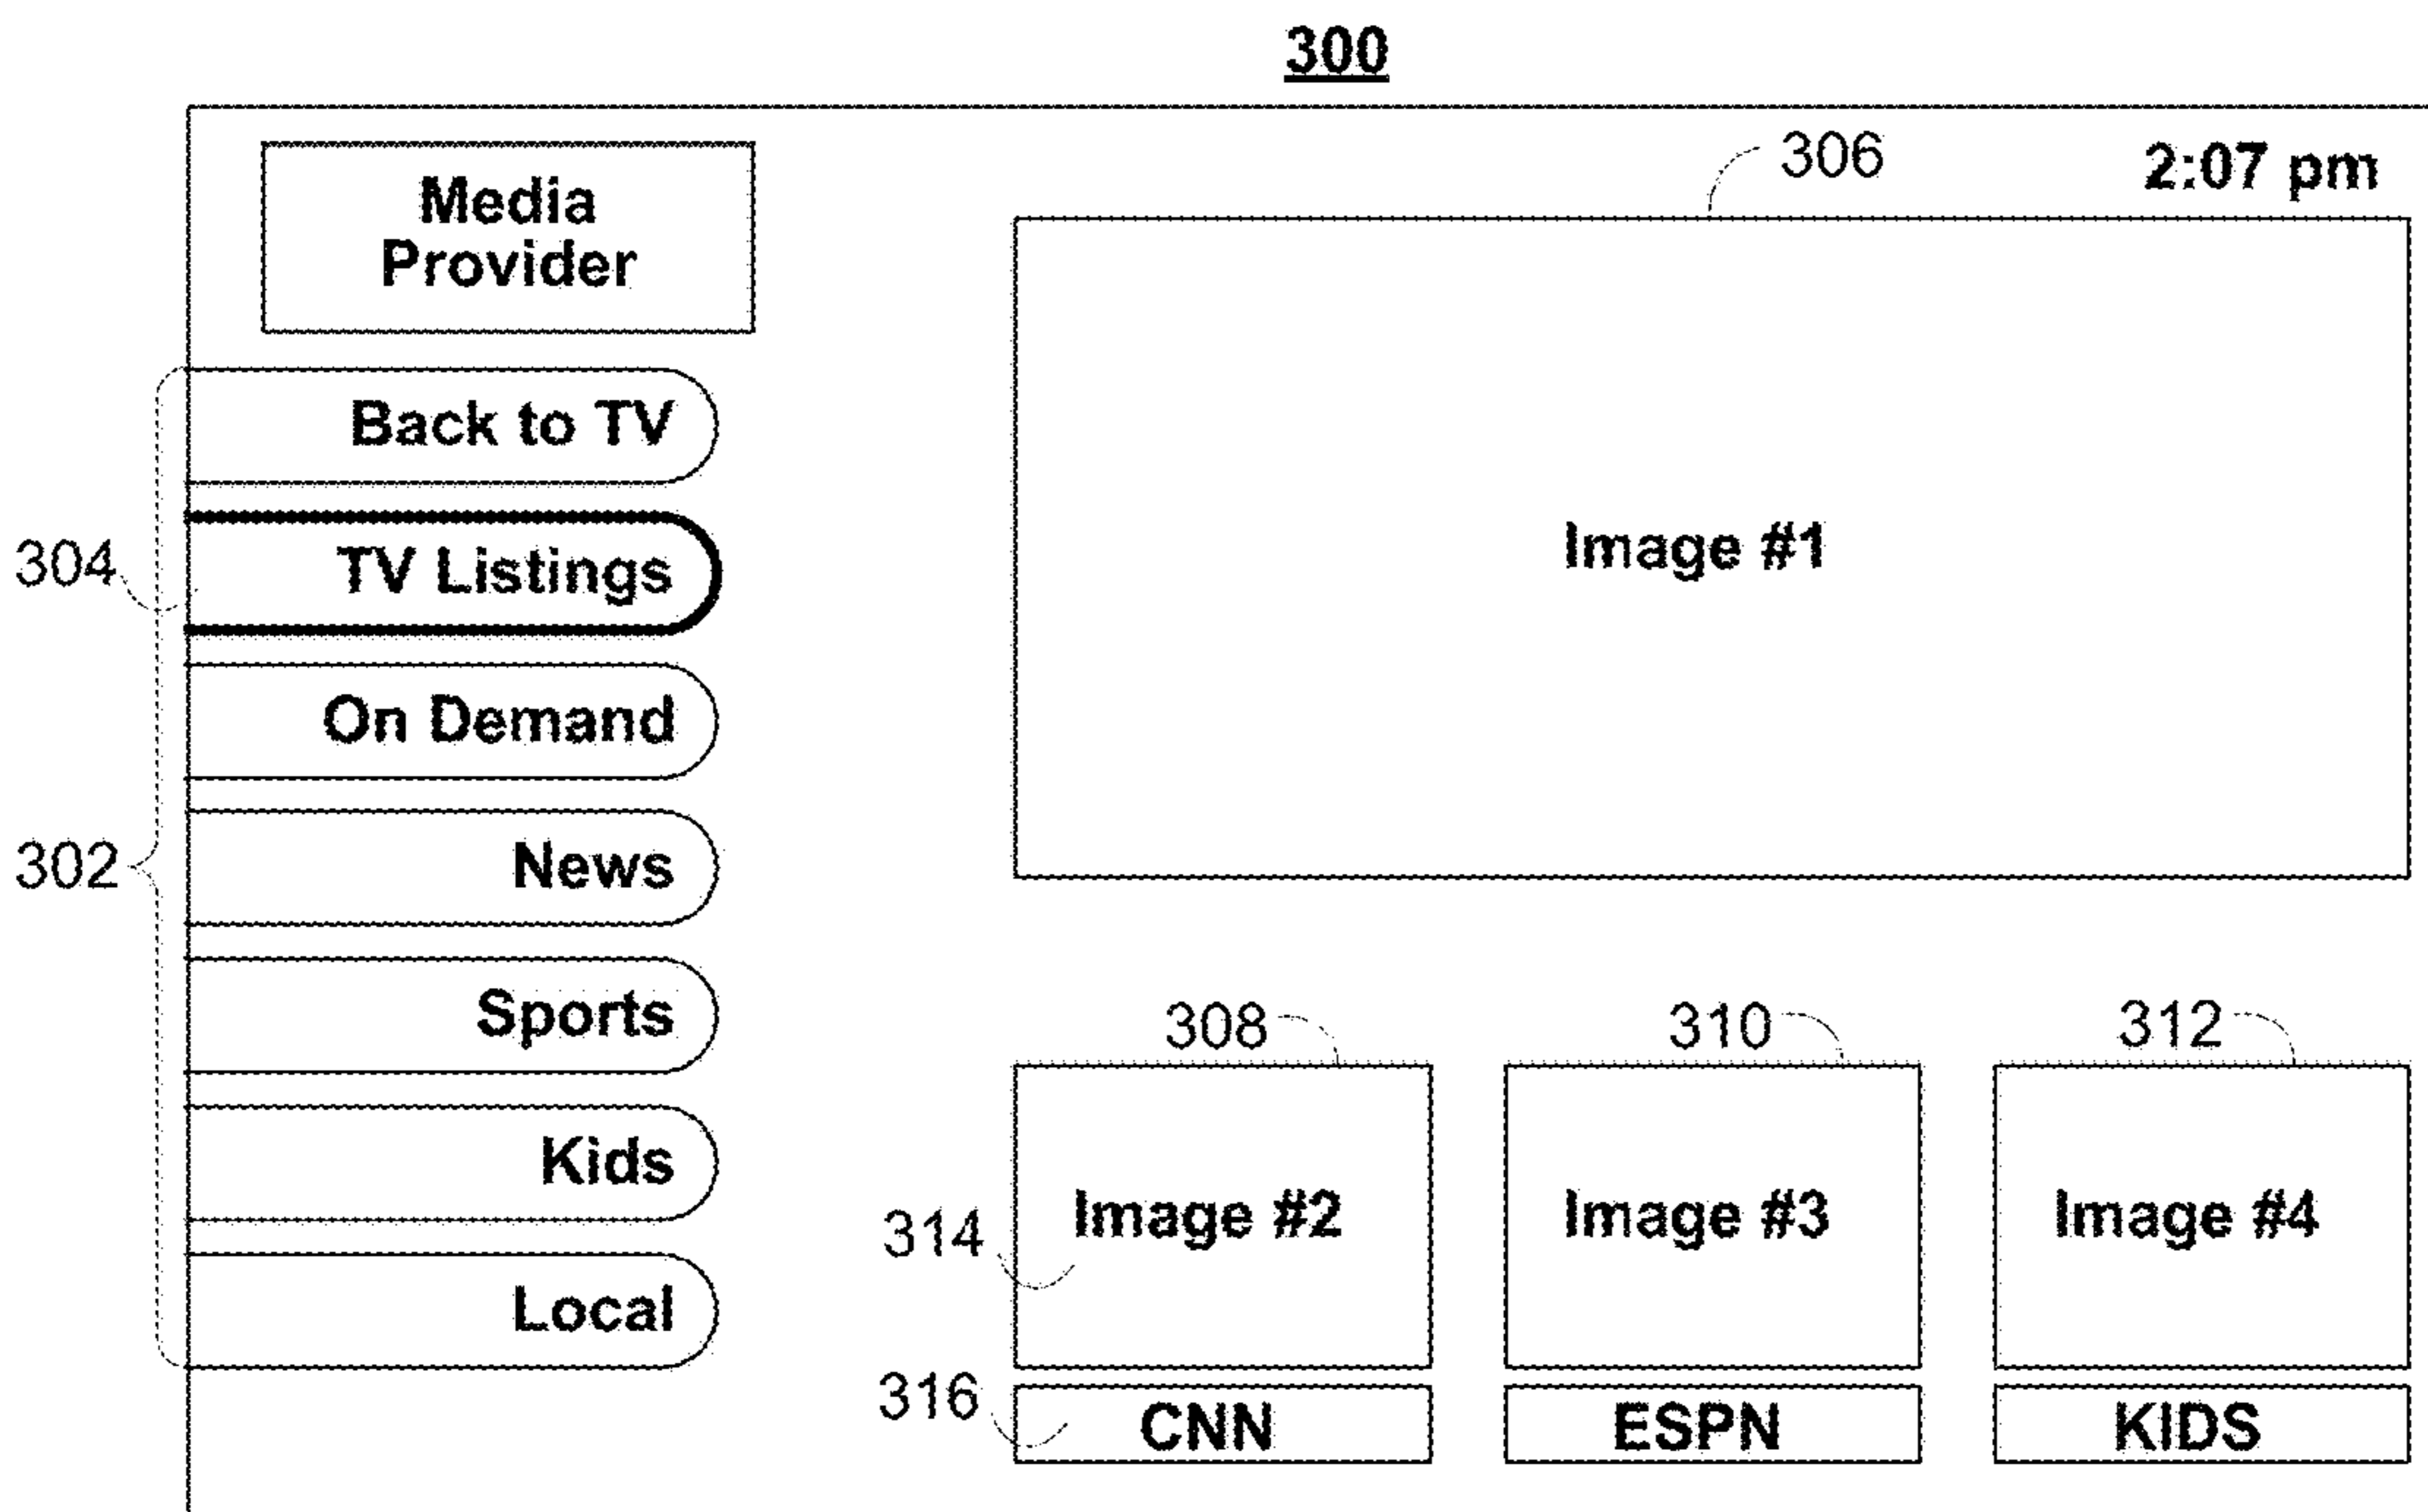 300
306
2:07 pm
Media
Provider
Back to TV
304
TV Listings
Image #1
On Demand
302
News
Sports
308
310
312
Kids
314
Image #2
Image #3
Image #4
Local
316
CNN
ESPN
KIDS